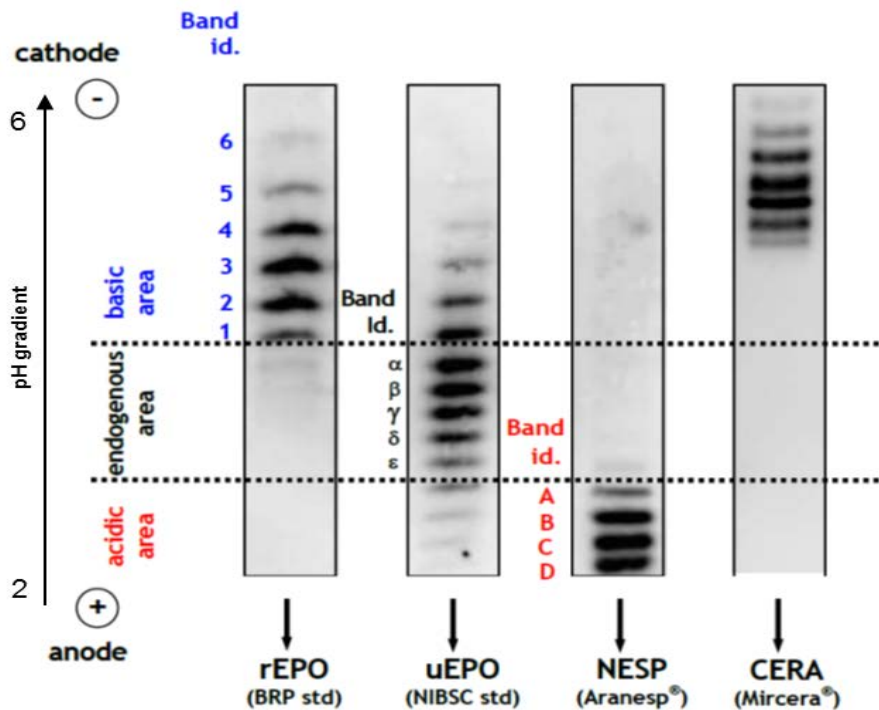 Band
id.
cathode
-
6
6
5
4
3
2
1
basic
area
pH gradient
Band
Id.
endogenous
area
α
β
γ
δ
ε
Band
id.
acidic
area
A
B
C
D
2
+
anode
rEPO
(BRP std)
uEPO
(NIBSC std)
NESP
(Aranesp®)
CERA
(Mircera®)